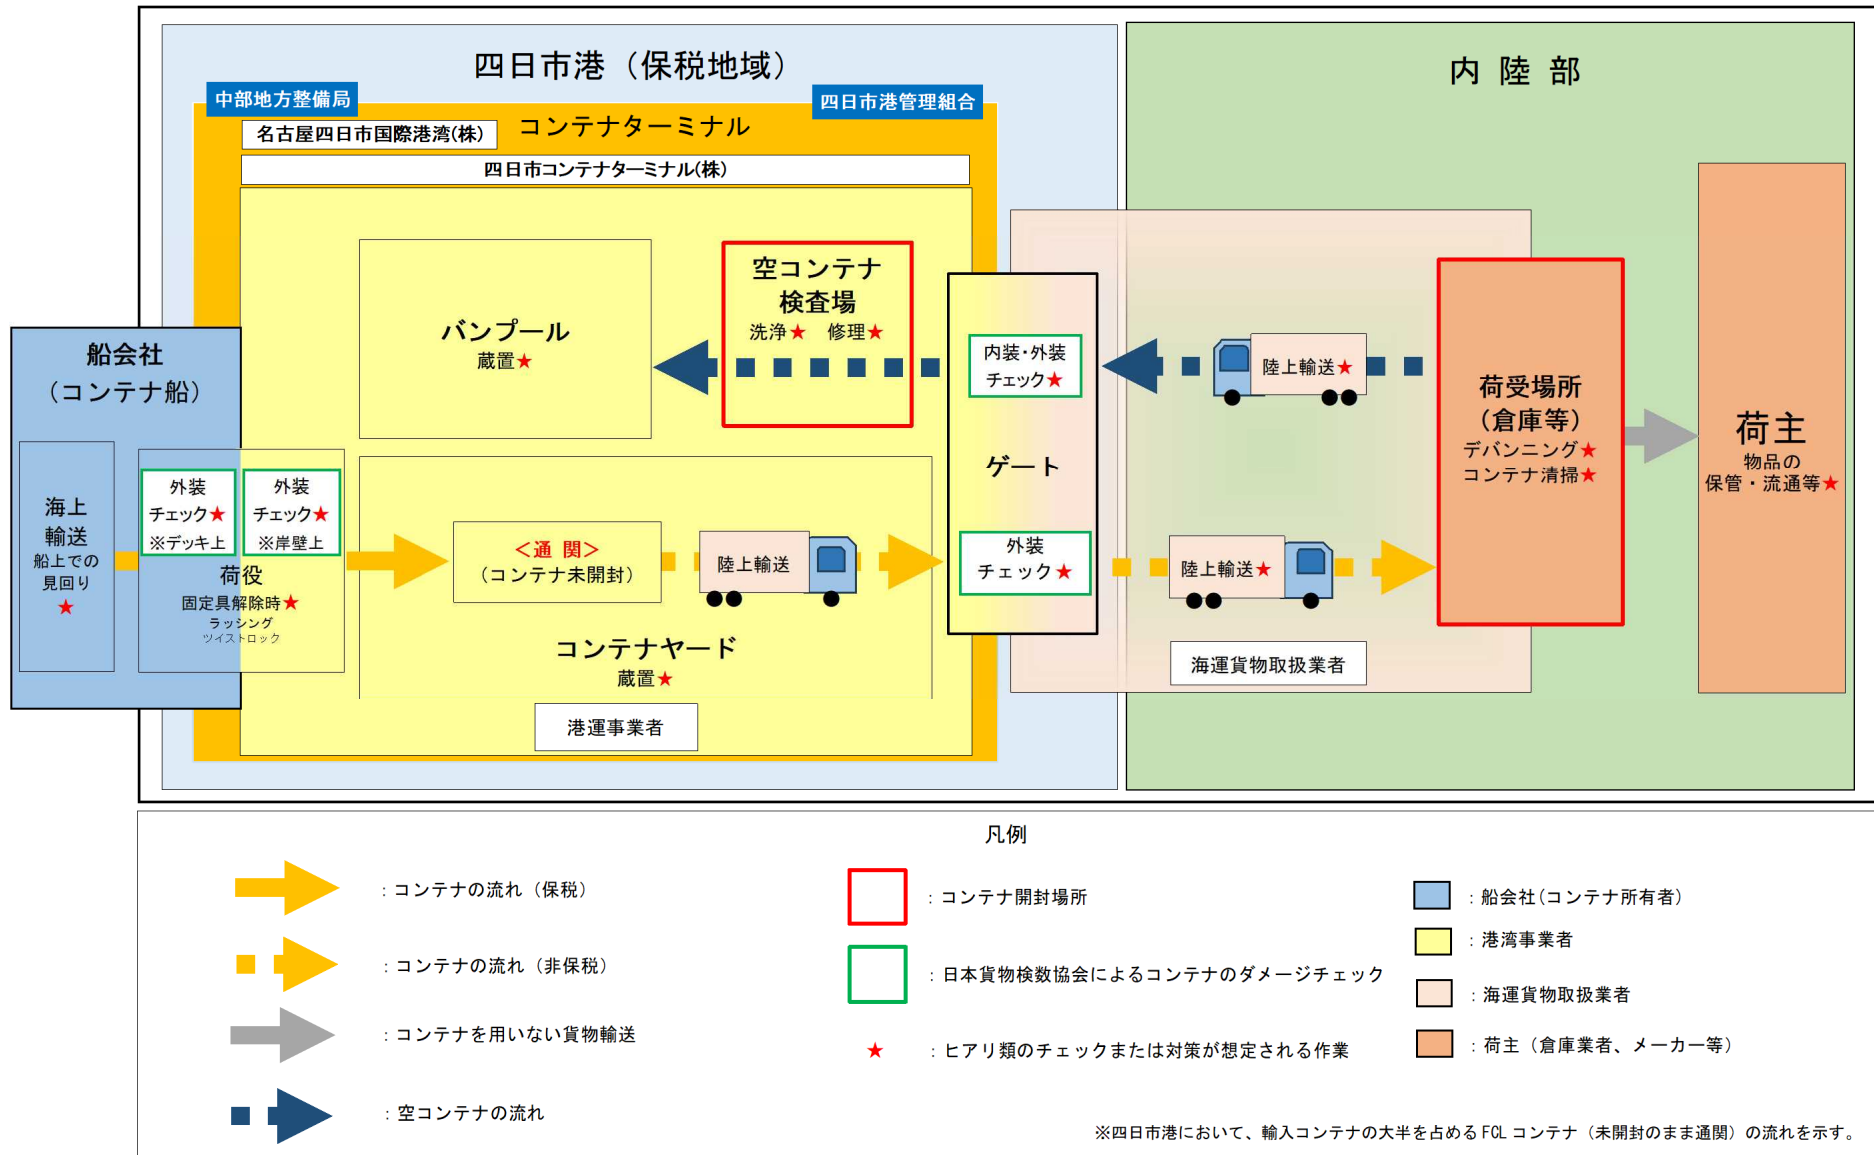 四日市港（保税地域）
内 陸 部
中部地方整備局
四日市港管理組合
名古屋四日市国際港湾(株)
コンテナターミナル
四日市コンテナターミナル(株)
船会社
（コンテナ船）
海上
輸送
船上での
見回り
★
外装
チェック★
※デッキ上
外装
チェック★
※岸壁上
荷役
固定具解除時★
ラッシング
ツイストロック
バンプール
蔵置★
空コンテナ
検査場
洗浄★ 修理★
内装・外装
チェック★
ゲート
外装
チェック★
＜通 関＞
（コンテナ未開封）
陸上輸送
コンテナヤード
蔵置★
港運事業者
陸上輸送★
陸上輸送★
海運貨物取扱業者
荷受場所
（倉庫等）
デバンニング★
コンテナ清掃★
荷主
物品の
保管・流通等★
凡例
：コンテナの流れ（保税）
：コンテナの流れ（非保税）
：コンテナを用いない貨物輸送
：空コンテナの流れ
：コンテナ開封場所
：日本貨物検数協会によるコンテナのダメージチェック
★ ：ヒアリ類のチェックまたは対策が想定される作業
：船会社(コンテナ所有者)
：港湾事業者
：海運貨物取扱業者
：荷主（倉庫業者、メーカー等）
※四日市港において、輸入コンテナの大半を占める FCL コンテナ（未開封のまま通関）の流れを示す。